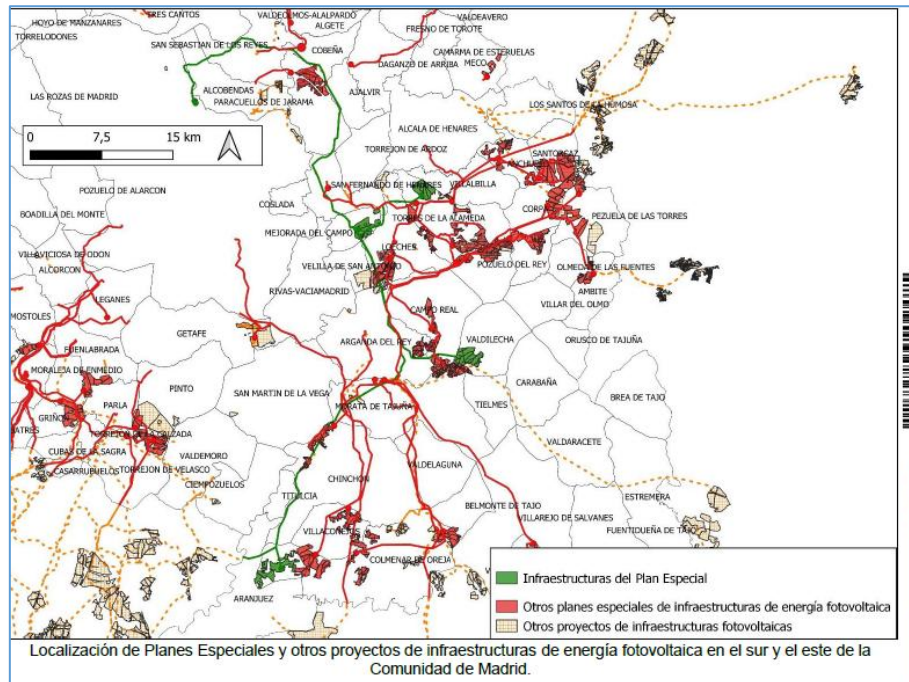 HOYO DE MANZANARES
TRES CANTOS
VALDEOLMOS-ALALPARDO
VALDEAVERO
TORRELODONES
ALGETE
FRESNO DE TOROTE
SAN SEBASTIAN DE LOS REYES
COBEÑA
CAMARMA DE ESTERUELAS
DAGANZO DE ARRIBA
MECO
LAS ROZAS DE MADRID
ALCOBENDAS
AJALVIR
PARACUELLOS DE JARAMA
LOS SANTOS DE LA HUMOSA
0 7,5 15 km
ALCALA DE HENARES
TORREJON DE ARDOZ
SANTORCAZ
ANCHUELO
POZUELO DE ALARCON
SAN FERNANDO DE HENARES
VILLALBILLA
BOADILLA DEL MONTE
COSLADA
TORRES DE LA ALAMEDA
CORPA
PEZUELA DE LAS TORRES
MEJORADA DEL CAMPO
VILLAVICIOSA DE ODON
LOECHES
ALCORCON
VELILLA DE SAN ANTONIO
POZUELO DEL REY
OLMEDA DE LAS FUENTES
LEGANES
RIVAS-VACIAMADRID
AMBITE
MOSTOLES
CAMPO REAL
VILLAR DEL OLMO
GETAFE
FUENLABRADA
ARGANDA DEL REY
VALDILECHA
ORUSCO DE TAJUÑA
MORALEJA DE ENMEDIO
PINTO
CARABAÑA
PARLA
SAN MARTIN DE LA VEGA
BREA DE TAJO
GRIÑON
MORATA DE TAJUÑA
TIELMES
BATRES
TORREJON DE LA CALZADA
CUBAS DE LA SAGRA
VALDEMORO
VALDARACETE
CASARRUBUELOS
TORREJON DE VELASCO
VALDELAGUNA
CIEMPOZUELOS
CHINCHON
TITULCIA
BELMONTE DE TAJO
ESTREMERA
VILLAREJO DE SALVANES
VILLACONEJOS
FUENTIDUEÑA DE TAJO
COLMENAR DE OREJA
ARANJUEZ
Infraestructuras del Plan Especial
Otros planes especiales de infraestructuras de energía fotovoltaica
Otros proyectos de infraestructuras fotovoltaicas
Localización de Planes Especiales y otros proyectos de infraestructuras de energía fotovoltaica en el sur y el este de la
Comunidad de Madrid.